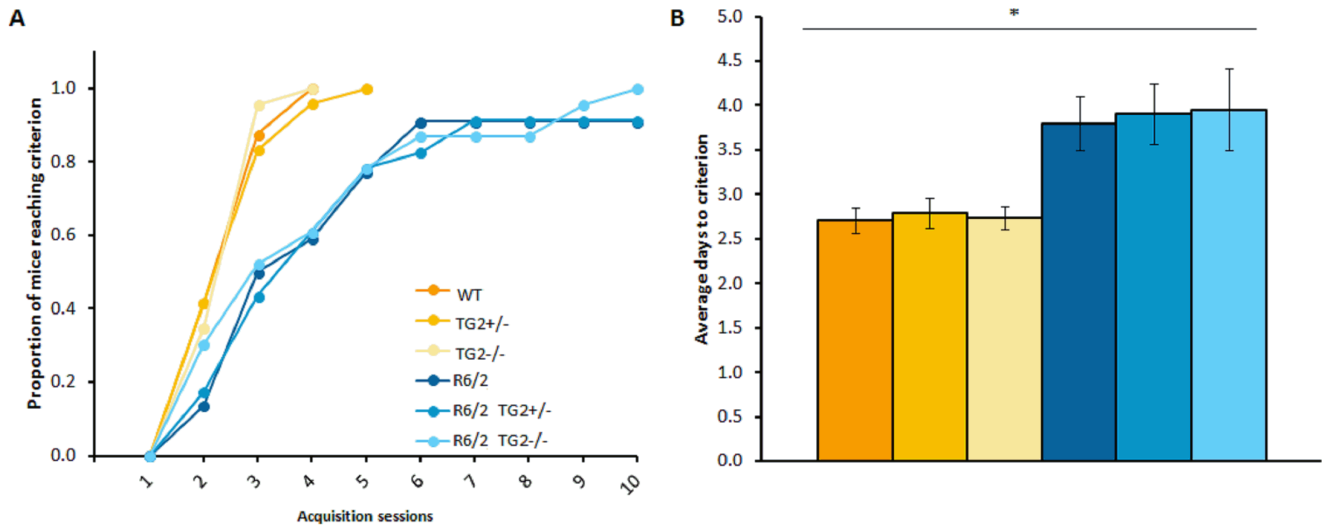 A
Proportion of mice reaching criterion
1.0
0.8
0.6
0.4
0.2
0.0
1 2 3 4 5 6 7 8 9 10
Acquisition sessions
WT
TG2+/-
TG2-/-
R6/2
R6/2 TG2+/-
R6/2 TG2-/-
B
*
Average days to criterion
5.0
4.5
4.0
3.5
3.0
2.5
2.0
1.5
1.0
0.5
0.0